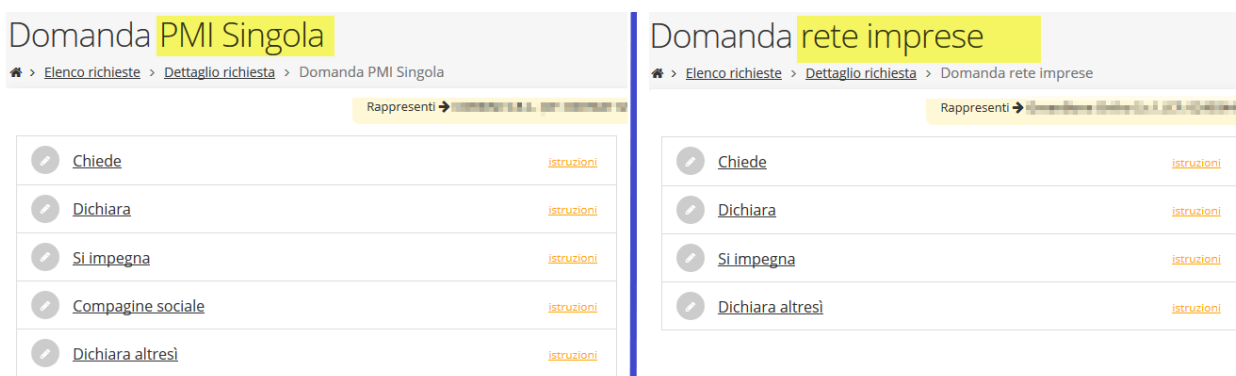 Domanda PMI Singola
> Elenco richieste > Dettaglio richiesta > Domanda PMI Singola
Rappresenti
Chiede istruzioni
Dichiara istruzioni
Si impegna istruzioni
Compagine sociale istruzioni
Dichiara altresì istruzioni
Domanda rete imprese
> Elenco richieste > Dettaglio richiesta > Domanda rete imprese
Rappresenti
Chiede istruzioni
Dichiara istruzioni
Si impegna istruzioni
Dichiara altresì istruzioni